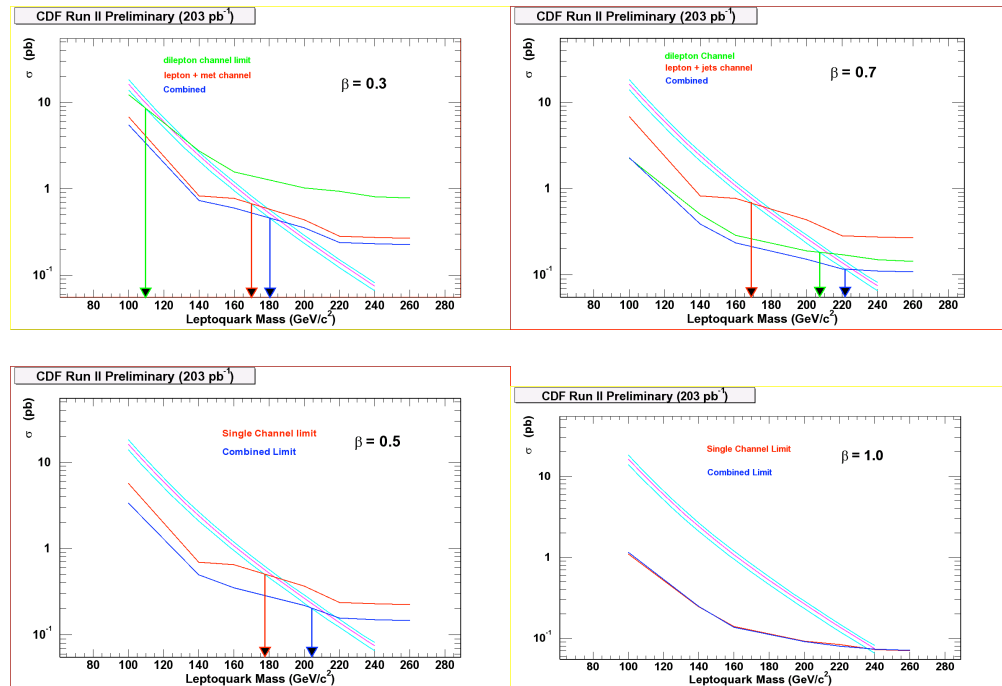 CDF Run II Preliminary (203 pb⁻¹)
σ (pb)
dilepton channel limit
lepton + met channel
Combined
β = 0.3
10
1
10⁻¹
80 100 120 140 160 180 200 220 240 260 280
Leptoquark Mass (GeV/c²)
CDF Run II Preliminary (203 pb⁻¹)
σ (pb)
dilepton Channel
lepton + jets channel
Combined
β = 0.7
10
1
10⁻¹
80 100 120 140 160 180 200 220 240 260 280
Leptoquark Mass (GeV/c²)
CDF Run II Preliminary (203 pb⁻¹)
σ (pb)
Single Channel limit
Combined Limit
β = 0.5
10
1
10⁻¹
80 100 120 140 160 180 200 220 240 260 280
Leptoquark Mass (GeV/c²)
CDF Run II Preliminary (203 pb⁻¹)
σ (pb)
Single Channel Limit
Combined Limit
β = 1.0
10
1
10⁻¹
80 100 120 140 160 180 200 220 240 260 280
Leptoquark Mass (GeV/c²)